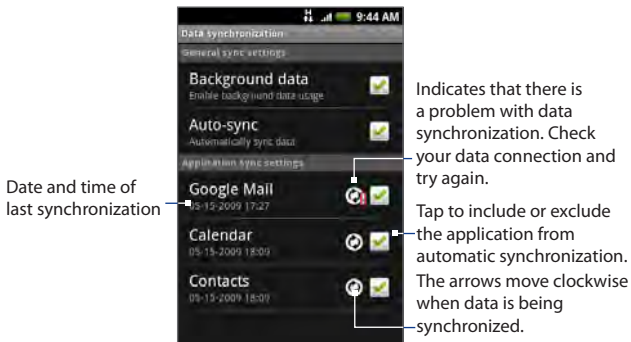 H
9:44 AM
Data synchronization
General sync settings
Background data
Enable background data usage
Auto-sync
Automatically sync data
Application sync settings
Google Mail
05-15-2009 17:27
Calendar
05-15-2009 18:09
Contacts
05-15-2009 18:09
Date and time of
last synchronization
Indicates that there is
a problem with data
synchronization. Check
your data connection and
try again.
Tap to include or exclude
the application from
automatic synchronization.
The arrows move clockwise
when data is being
synchronized.